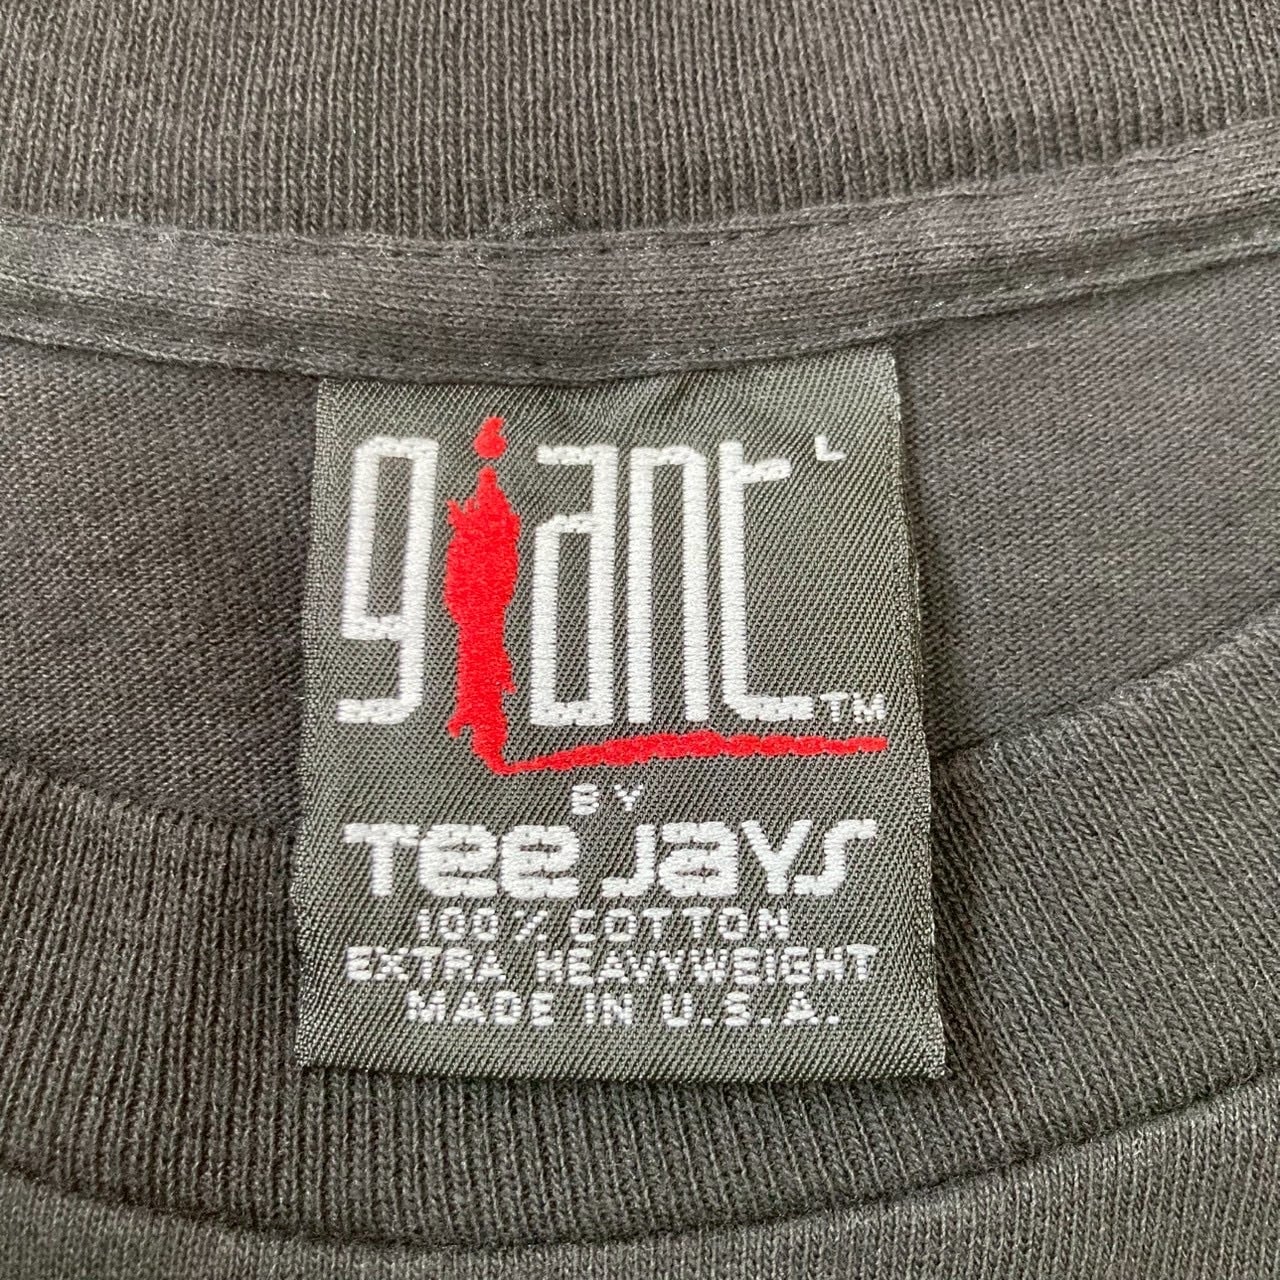 giant L
TM
BY
Tee Jays
100% COTTON
EXTRA HEAVYWEIGHT
MADE IN U.S.A.